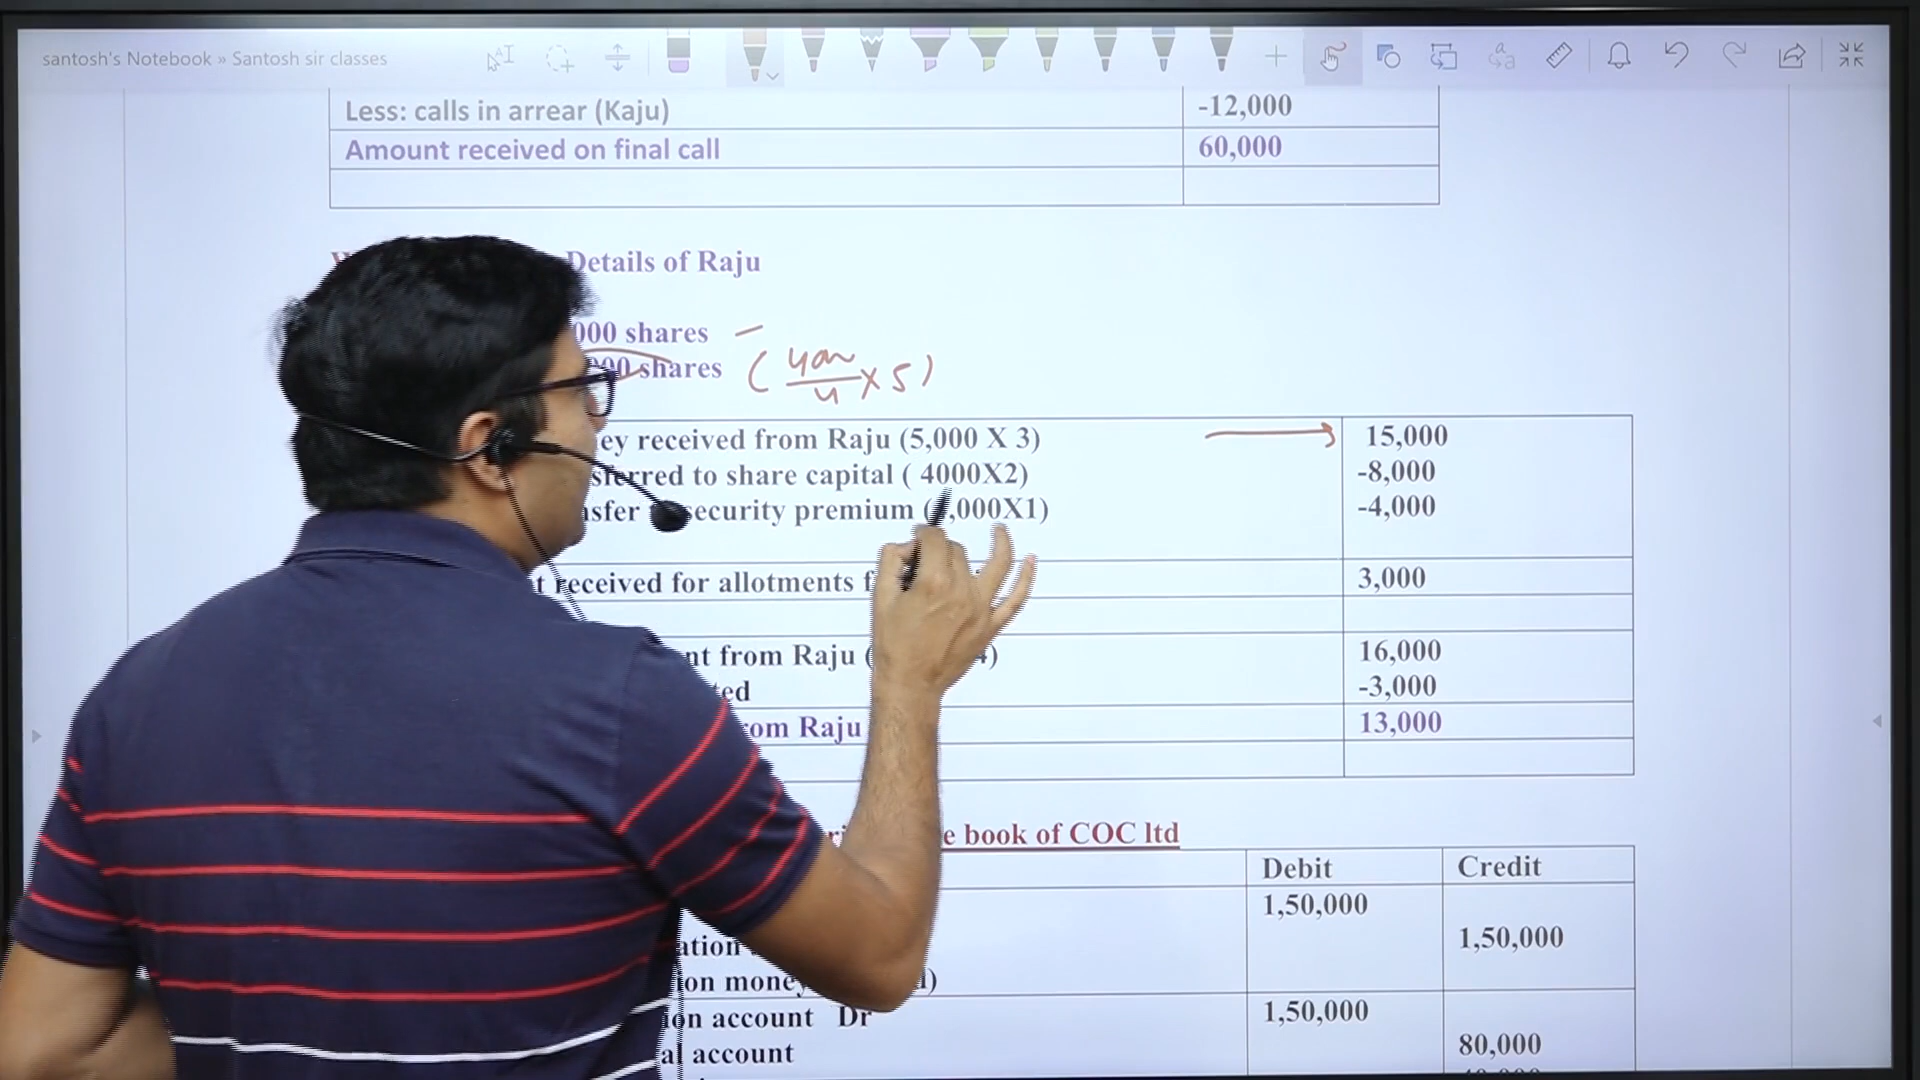 santosh's Notebook » Santosh sir classes
Less: calls in arrear (Kaju) -12,000
Amount received on final call 60,000
Details of Raju
000 shares
shares ( 4000/4 X 5 )
ey received from Raju (5,000 X 3) 15,000
sferred to share capital ( 4000X2) -8,000
nsfer security premium ( ,000X1) -4,000
t received for allotments f 3,000
nt from Raju ( 4) 16,000
ted -3,000
om Raju 13,000
e book of COC ltd
Debit Credit
1,50,000
ation 1,50,000
ion money )
ion account Dr 1,50,000
al account 80,000